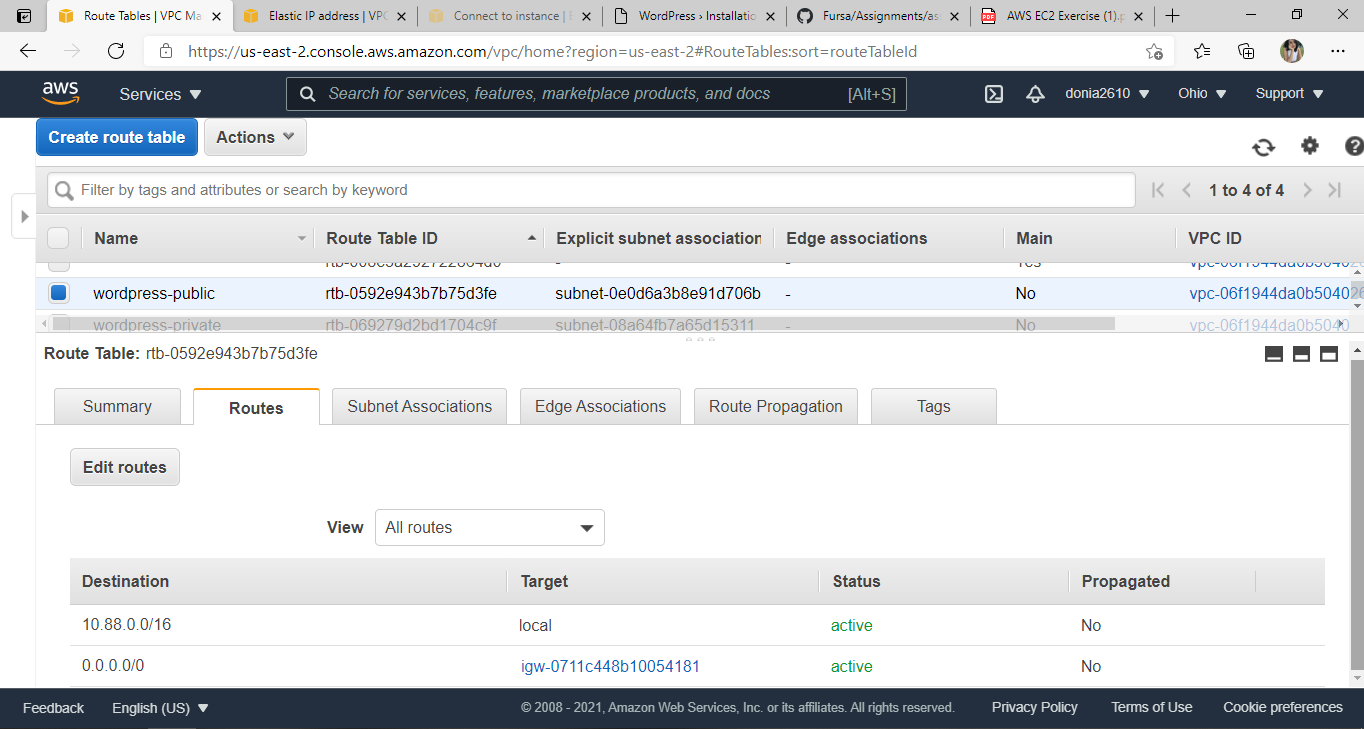 Route Tables | VPC Ma
Elastic IP address | VPC
Connect to instance | E
WordPress › Installatio
Fursa/Assignments/as
PDF
AWS EC2 Exercise (1).p
https://us-east-2.console.aws.amazon.com/vpc/home?region=us-east-2#RouteTables:sort=routeTableId
aws
Services
Search for services, features, marketplace products, and docs
[Alt+S]
donia2610
Ohio
Support
Create route table
Actions
Filter by tags and attributes or search by keyword
1 to 4 of 4
Name Route Table ID Explicit subnet association Edge associations Main VPC ID
- - Yes
wordpress-public rtb-0592e943b7b75d3fe subnet-0e0d6a3b8e91d706b - No vpc-06f1944da0b504026
wordpress-private rtb-069279d2bd1704c9f subnet-08a64fb7a65d15311 - No vpc-06f1944da0b5040
Route Table: rtb-0592e943b7b75d3fe
Summary Routes Subnet Associations Edge Associations Route Propagation Tags
Edit routes
View All routes
Destination Target Status Propagated
10.88.0.0/16 local active No
0.0.0.0/0 igw-0711c448b10054181 active No
Feedback English (US) © 2008 - 2021, Amazon Web Services, Inc. or its affiliates. All rights reserved. Privacy Policy Terms of Use Cookie preferences